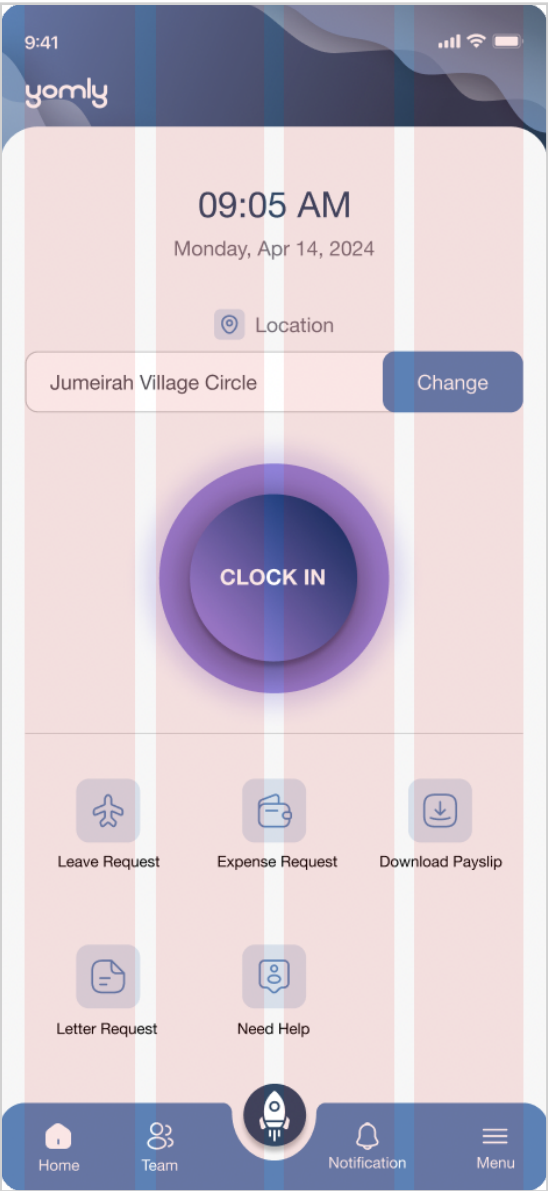 9:41
yomly
09:05 AM
Monday, Apr 14, 2024
Location
Jumeirah Village Circle
Change
CLOCK IN
Leave Request
Expense Request
Download Payslip
Letter Request
Need Help
Home
Team
Notification
Menu